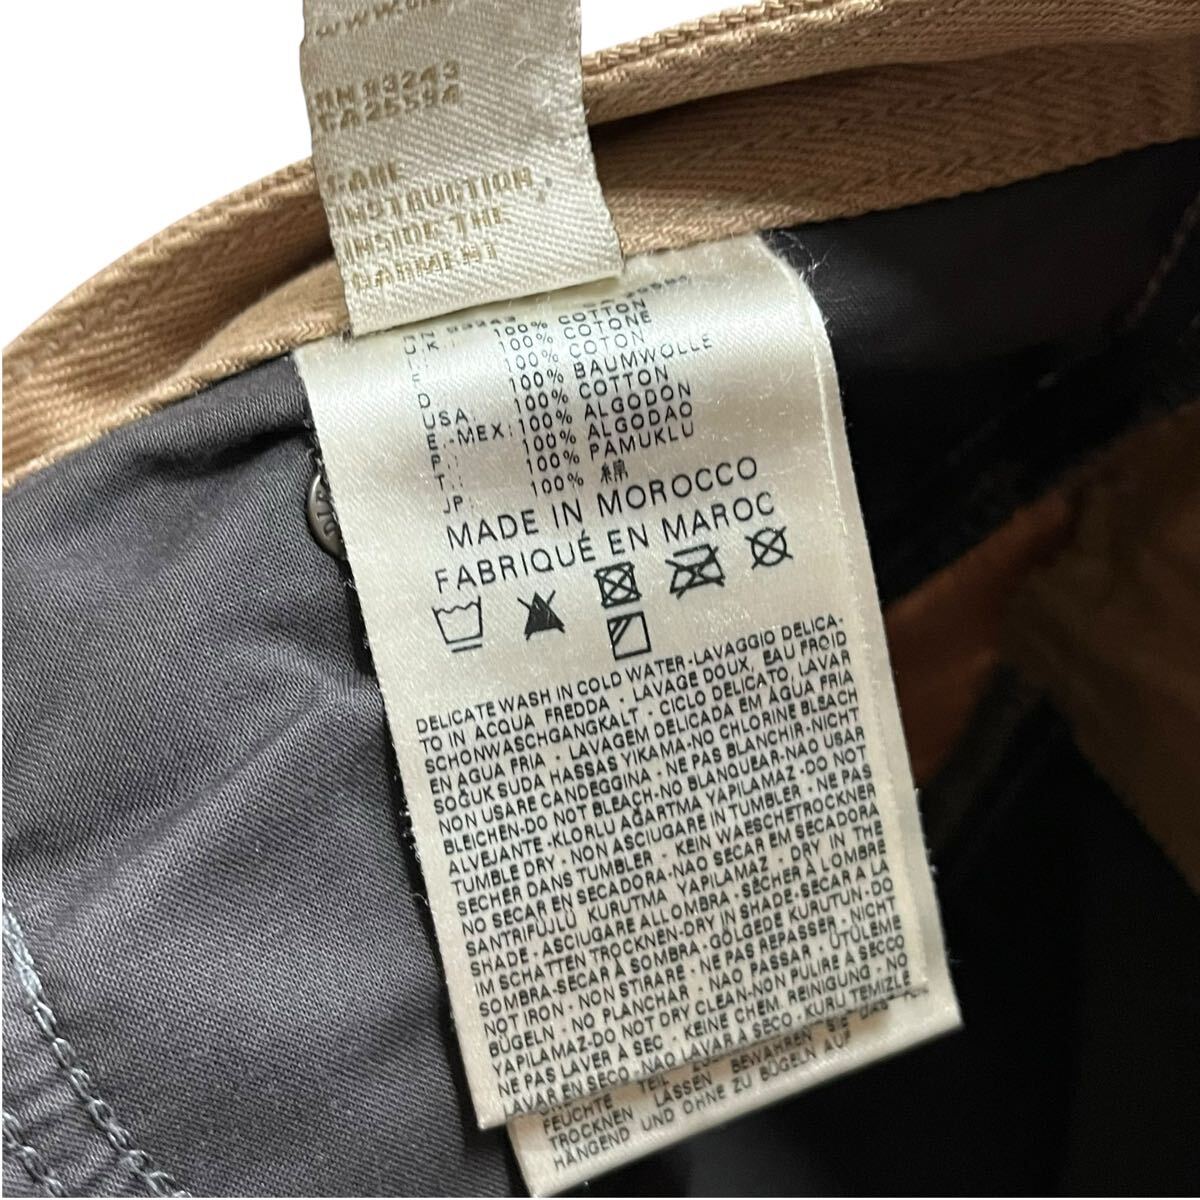 RN 93243
CA 25594
INSTRUCTION
INSIDE THE
GARMENT
RN 93243
U.K.: 100% COTTON
100% COTONE
100% COTON
D 100% BAUMWOLLE
USA. 100% COTTON
E.-MEX: 100% ALGODON
P.: 100% ALGODAO
T.: 100% PAMUKLU
JP: 100% 綿
MADE IN MOROCCO
FABRIQUÉ EN MAROC
DELICATE WASH IN COLD WATER-LAVAGGIO DELICA-
TO IN ACQUA FREDDA - LAVAGE DOUX, EAU FROID
SCHONWASCHGANGKALT - CICLO DELICATO, LAVAR
EN AGUA FRIA - LAVAGEM DELICADA EM ÁGUA FRIA
SOĞUK SUDA HASSAS YIKAMA-NO CHLORINE BLEACH
NON USARE CANDEGGINA - NE PAS BLANCHIR-NICHT
BLEICHEN-DO NOT BLEACH-NO BLANQUEAR-NAO USAR
ALVEJANTE-KLORLU AĞARTMA YAPILAMAZ-DO NOT
TUMBLE DRY - NON ASCIUGARE IN TUMBLER - NE PAS
SECHER DANS TUMBLER - KEIN WAESCHETROCKNER
NO SECAR EN SECADORA-NAO SECAR EM SECADORA
SANTRIFUJLÜ KURUTMA YAPILAMAZ - DRY IN THE
SHADE-ASCIUGARE ALL OMBRA-SÈCHER À L'OMBRE
IM SCHATTEN TROCKNEN-DRY IN SHADE-SECAR A LA
SOMBRA-SECAR À SOMBRA-GÖLGEDE KURUTUN-DO
NOT IRON - NON STIRARE - NE PAS REPASSER - NICHT
BÜGELN - NO PLANCHAR - NAO PASSAR - ÜTÜLEME
YAPILAMAZ-DO NOT DRY CLEAN-NON PULIRE A SECCO
NE PAS LAVER À SEC - KEINE CHEM. REINIGUNG - NO
LAVAR EN SECO-NAO LAVAR À SECO-KURU TEMIZLE
TEIL ZU BEWAHREN SIE DAS
FEUCHTE LASSEN
TROCKNEN
HÄNGEND UND OHNE ZU BÜGELN AUF